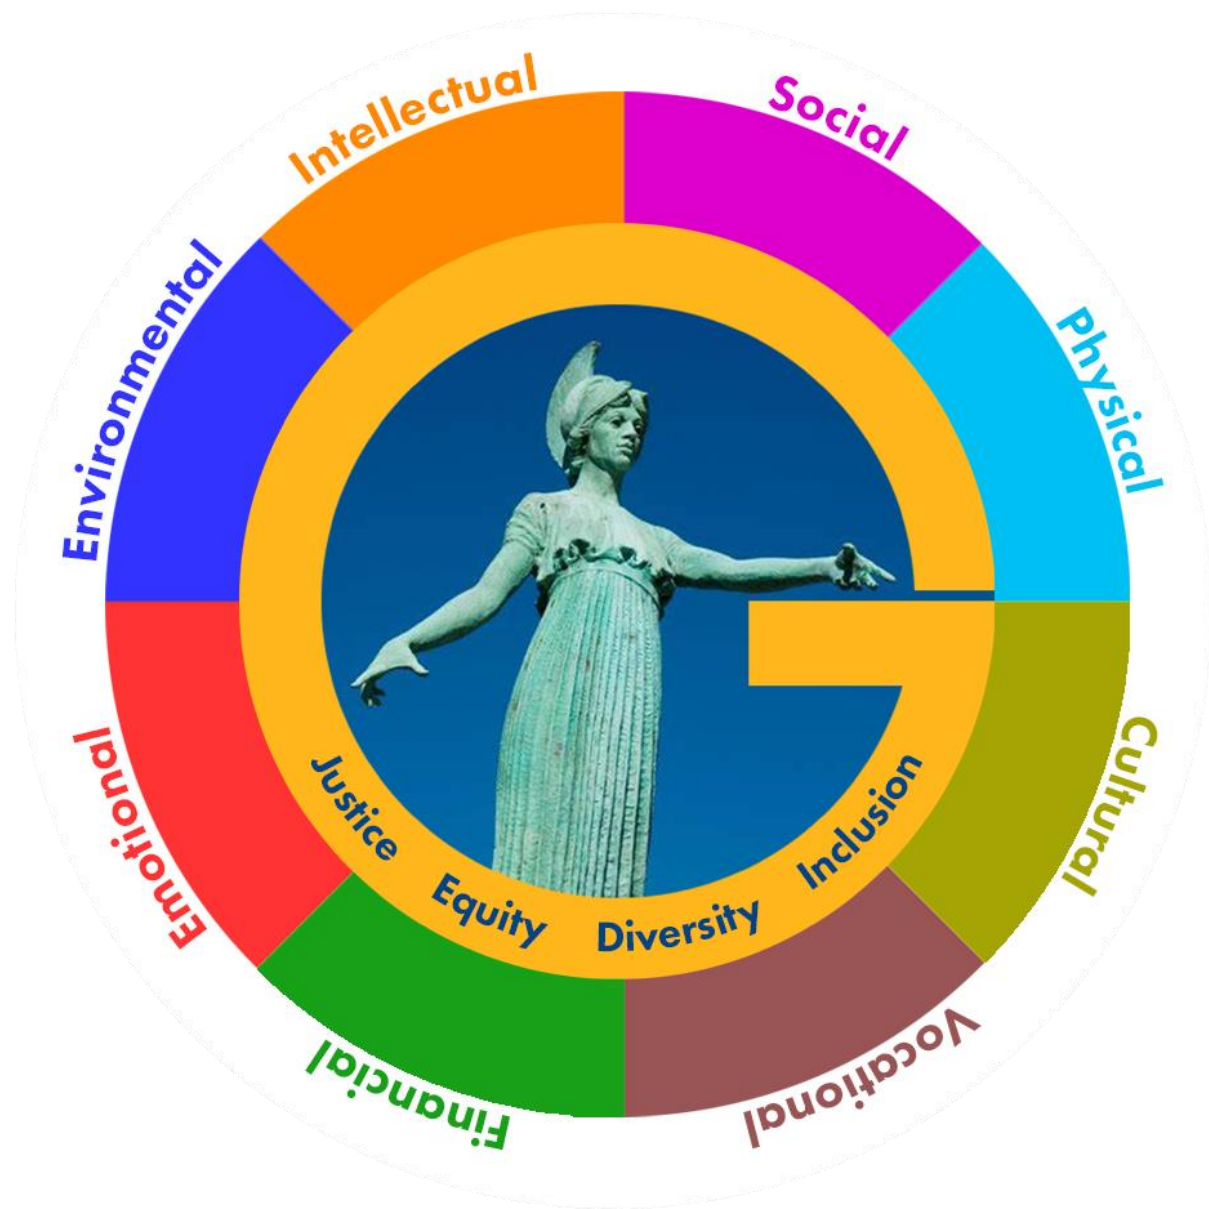 Intellectual
Social
Physical
Cultural
Vocational
Financial
Emotional
Environmental
G
Justice
Equity
Diversity
Inclusion